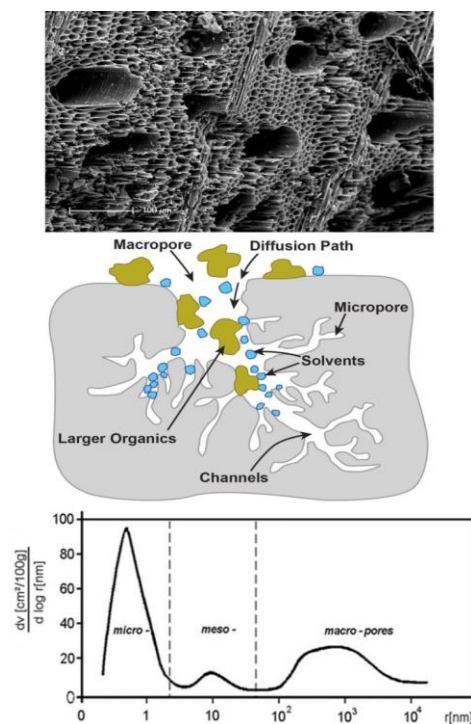 100 µm
Macropore
Diffusion Path
Micropore
Solvents
Larger Organics
Channels
dv [cm³/100g]
d log r[nm]
100
80
60
40
20
0
micro -
meso -
macro - pores
0
1
10
10²
10³
10⁴
r[nm]